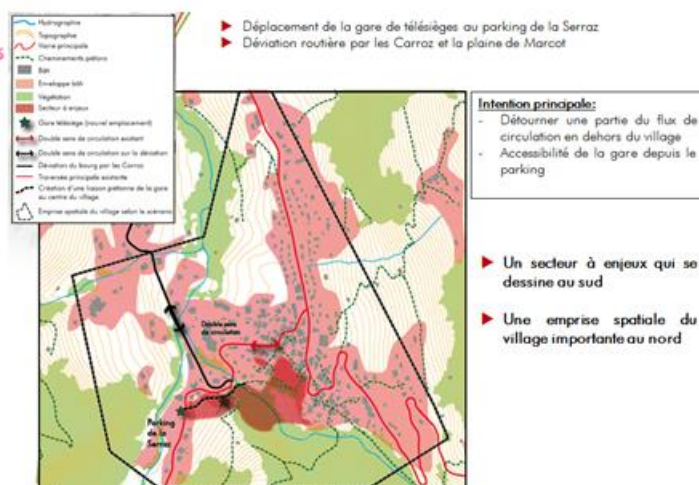 Déplacement de la gare de télésièges au parking de la Serraz
Déviation routière par les Carroz et la plaine de Marcot
Hydrographie
Topographie
Voirie principale
Cheminements piétons
Bâti
Enveloppe bâti
Végétation
Secteur à enjeux
Gare télésiège (nouvel emplacement)
Double sens de circulation existant
Double sens de circulation sur la déviation
Déviation du bourg par les Carroz
Traversée principale existante
Création d'une liaison piétonne de la gare
au centre du village.
Emprise spatiale du village selon le scénario
Intention principale:
- Détourner une partie du flux de
circulation en dehors du village
- Accessibilité de la gare depuis le
parking
Un secteur à enjeux qui se
dessine au sud
Une emprise spatiale du
village importante au nord
Double sens
de circulation
Parking
de la
Serraz